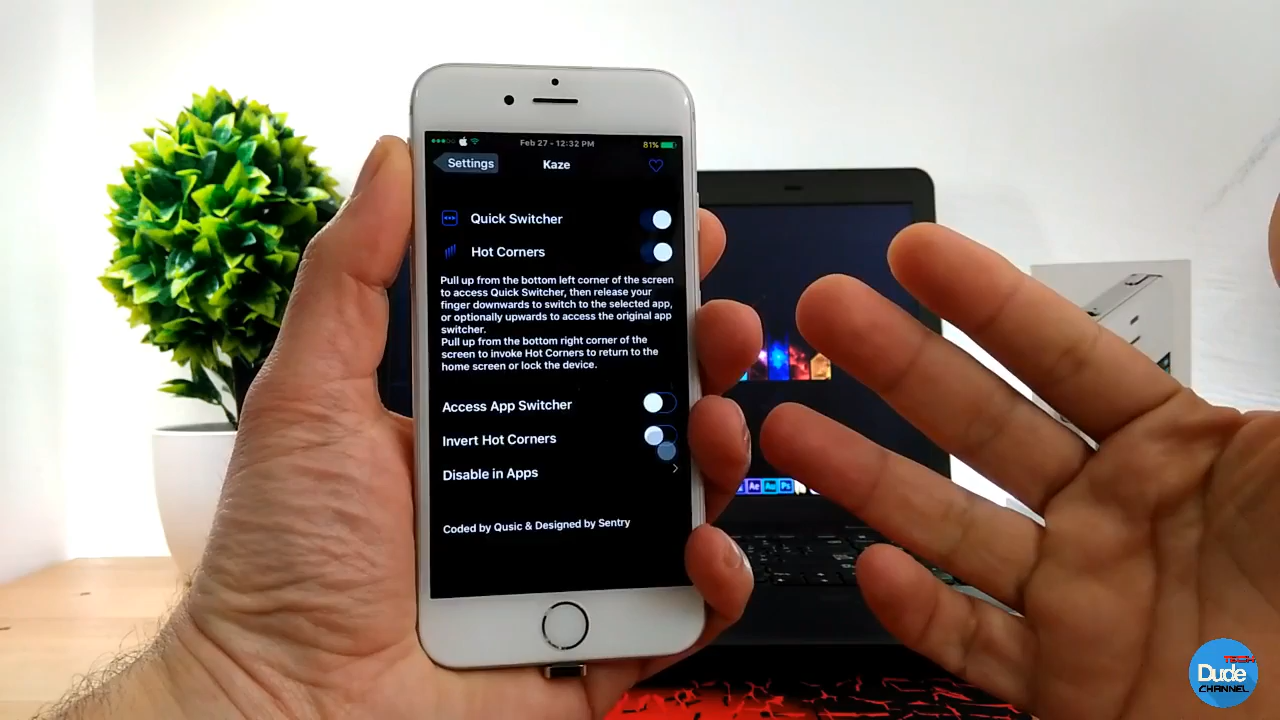 Feb 27 - 12:32 PM
81%
Settings
Kaze
Quick Switcher
Hot Corners
Pull up from the bottom left corner of the screen
to access Quick Switcher, then release your
finger downwards to switch to the selected app,
or optionally upwards to access the original app
switcher.
Pull up from the bottom right corner of the
screen to invoke Hot Corners to return to the
home screen or lock the device.
Access App Switcher
Invert Hot Corners
Disable in Apps
Coded by Qusic & Designed by Sentry
Ae Au Ps
TECH
Dude
CHANNEL